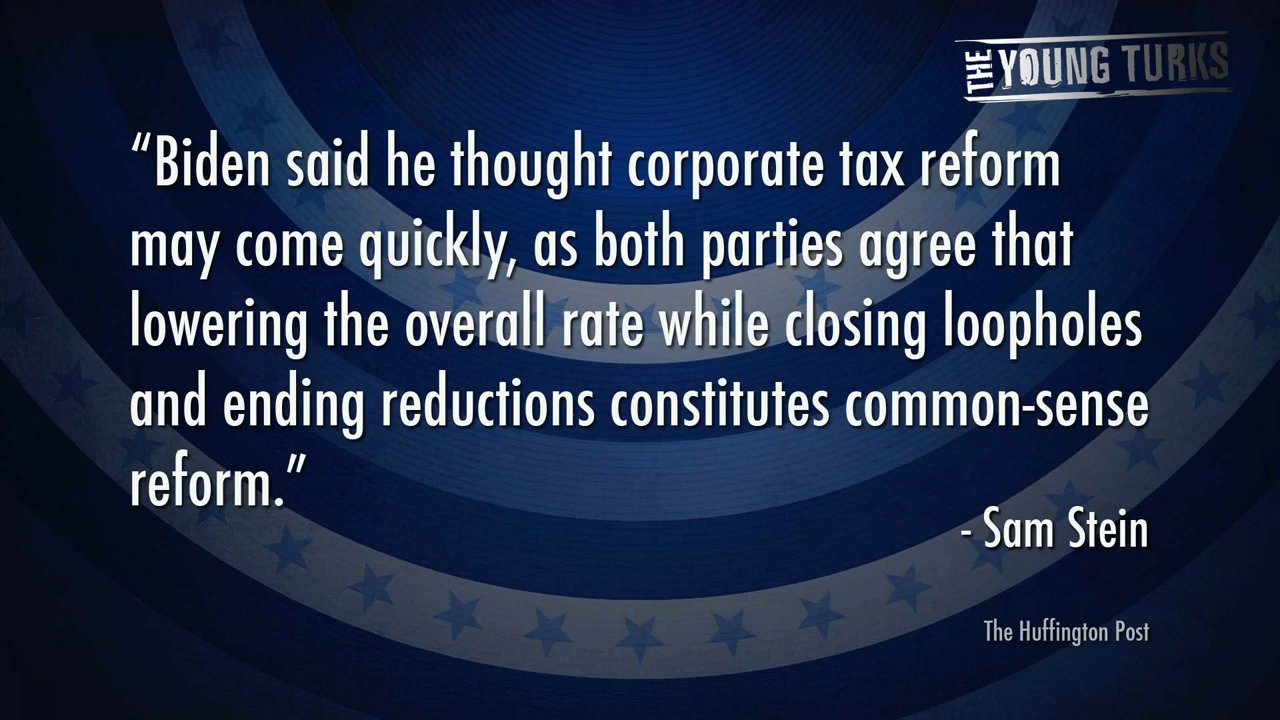 THE YOUNG TURKS
“Biden said he thought corporate tax reform
may come quickly, as both parties agree that
lowering the overall rate while closing loopholes
and ending reductions constitutes common-sense
reform.”
- Sam Stein
The Huffington Post